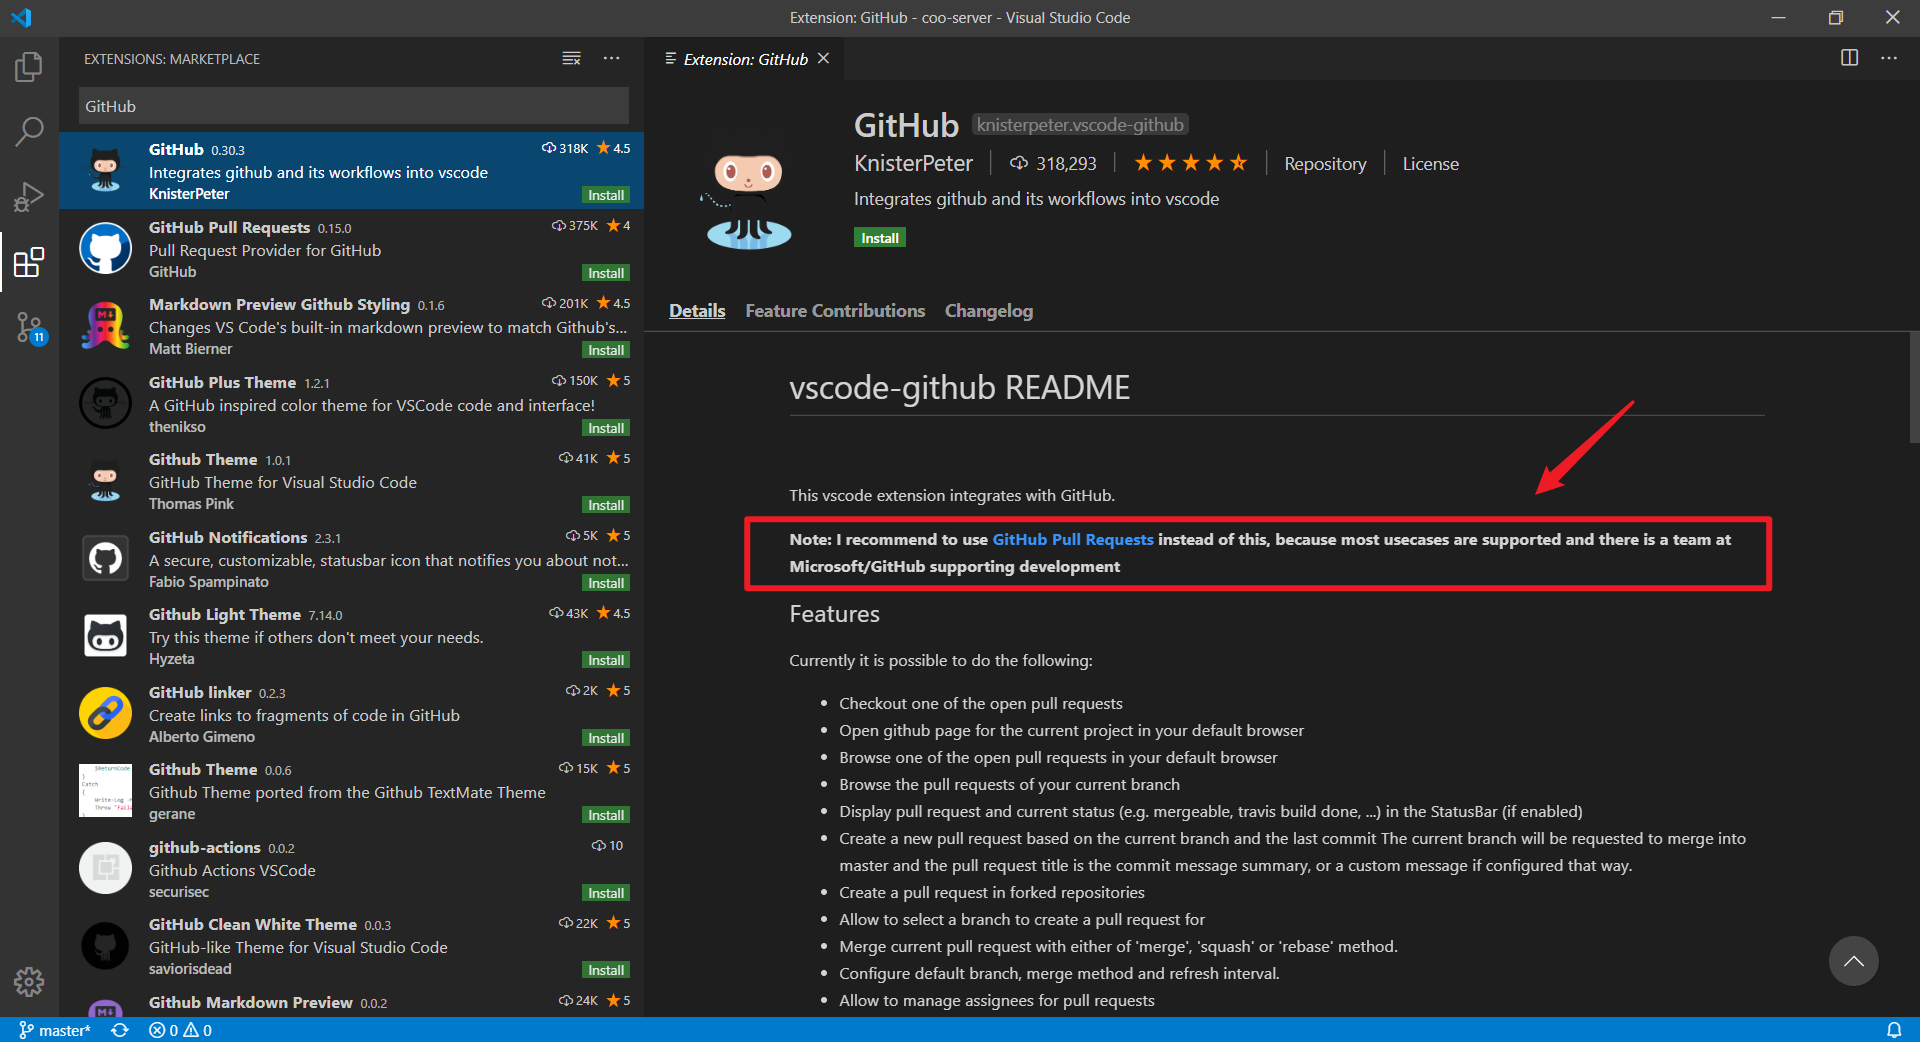 Extension: GitHub - coo-server - Visual Studio Code
EXTENSIONS: MARKETPLACE
GitHub
GitHub 0.30.3 318K 4.5
Integrates github and its workflows into vscode
KnisterPeter Install
GitHub Pull Requests 0.15.0 375K 4
Pull Request Provider for GitHub
GitHub Install
Markdown Preview Github Styling 0.1.6 201K 4.5
Changes VS Code's built-in markdown preview to match Github's...
Matt Bierner Install
GitHub Plus Theme 1.2.1 150K 5
A GitHub inspired color theme for VSCode code and interface!
thenikso Install
Github Theme 1.0.1 41K 5
GitHub Theme for Visual Studio Code
Thomas Pink Install
GitHub Notifications 2.3.1 5K 5
A secure, customizable, statusbar icon that notifies you about not...
Fabio Spampinato Install
Github Light Theme 7.14.0 43K 4.5
Try this theme if others don't meet your needs.
Hyzeta Install
GitHub linker 0.2.3 2K 5
Create links to fragments of code in GitHub
Alberto Gimeno Install
Github Theme 0.0.6 15K 5
Github Theme ported from the Github TextMate Theme
gerane Install
github-actions 0.0.2 10
Github Actions VSCode
securisec Install
GitHub Clean White Theme 0.0.3 22K 5
GitHub-like Theme for Visual Studio Code
saviorisdead Install
Github Markdown Preview 0.0.2 24K 5
Extension: GitHub
GitHub knisterpeter.vscode-github
KnisterPeter 318,293 Repository License
Integrates github and its workflows into vscode
Install
Details Feature Contributions Changelog
vscode-github README
This vscode extension integrates with GitHub.
Note: I recommend to use GitHub Pull Requests instead of this, because most usecases are supported and there is a team at
Microsoft/GitHub supporting development
Features
Currently it is possible to do the following:
• Checkout one of the open pull requests
• Open github page for the current project in your default browser
• Browse one of the open pull requests in your default browser
• Browse the pull requests of your current branch
• Display pull request and current status (e.g. mergeable, travis build done, ...) in the StatusBar (if enabled)
• Create a new pull request based on the current branch and the last commit The current branch will be requested to merge into
master and the pull request title is the commit message summary, or a custom message if configured that way.
• Create a pull request in forked repositories
• Allow to select a branch to create a pull request for
• Merge current pull request with either of 'merge', 'squash' or 'rebase' method.
• Configure default branch, merge method and refresh interval.
• Allow to manage assignees for pull requests
11
master* 0 0